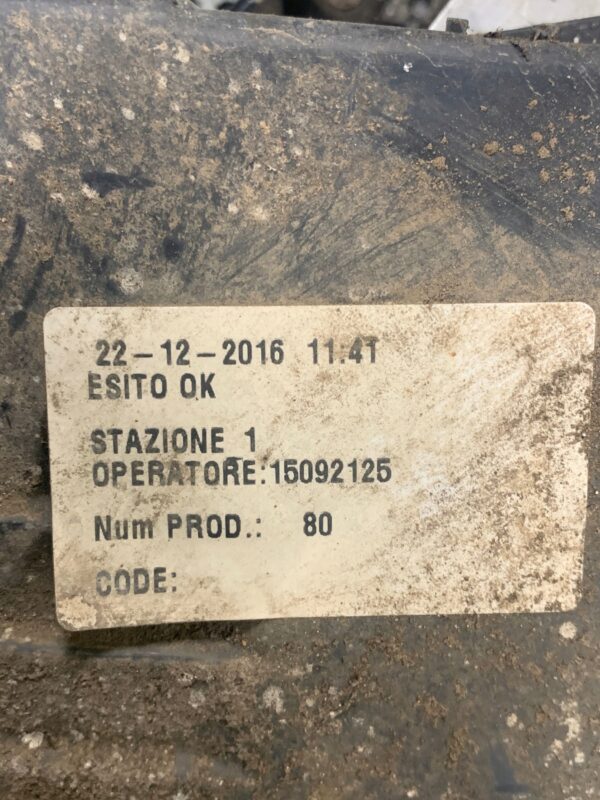 22-12-2016 11:41
ESITO OK
STAZIONE 1
OPERATORE:15092125
Num PROD.: 80
CODE: